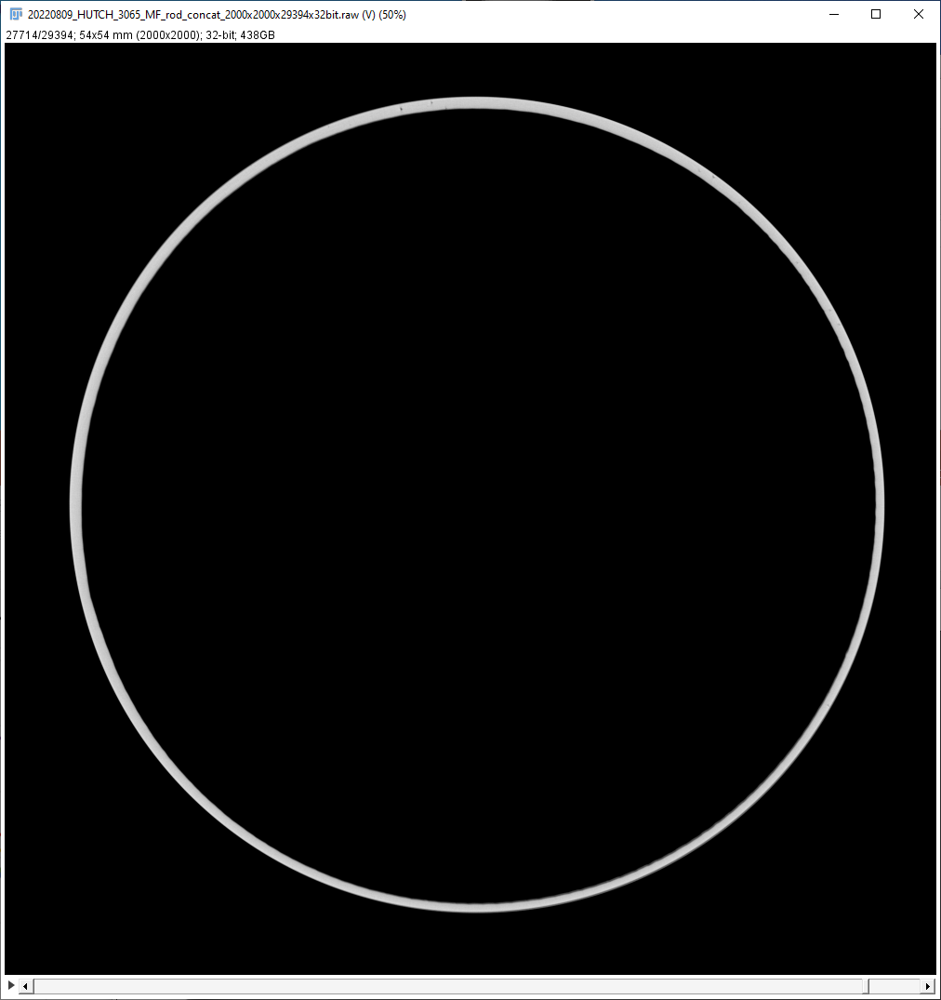 20220809_HUTCH_3065_MF_rod_concat_2000x2000x29394x32bit.raw (V) (50%)
27714/29394; 54x54 mm (2000x2000); 32-bit; 438GB